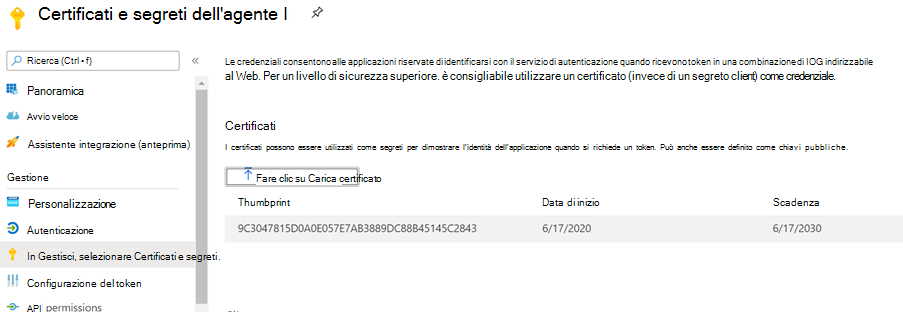 Certificati e segreti dell'agente I
Ricerca (Ctrl + f)
«
Panoramica
Avvio veloce
Assistente integrazione (anteprima)
Gestione
Personalizzazione
Autenticazione
In Gestisci, selezionare Certificati e segreti.
Configurazione del token
API permissions
Le credenziali consentono alle applicazioni riservate di identificarsi con il servizio di autenticazione quando ricevono token in una combinazione di IOG indirizzabile
al Web. Per un livello di sicurezza superiore. è consigliabile utilizzare un certificato (invece di un segreto client) come credenziale.
Certificati
I certificati possono essere utilizzati come segreti per dimostrare l'identità dell'applicazione quando si richiede un token. Può anche essere definito come chiavi pubbliche.
Fare clic su Carica certificato
Thumbprint Data di inizio Scadenza
9C3047815D0A0E057E7AB3889DC88B45145C2843 6/17/2020 6/17/2030